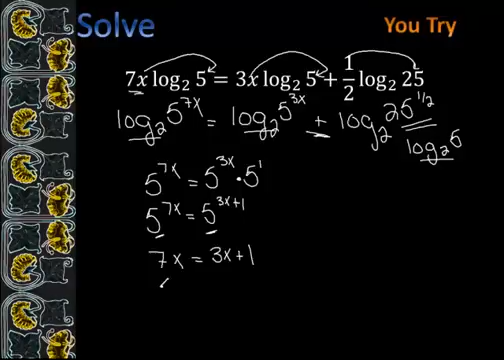 Solve You Try
7x log₂ 5 = 3x log₂ 5 + 1/2 log₂ 25
log₂ 5^(7x) = log₂ 5^(3x) + log₂ 25^(1/2)
log₂ 5
5^(7x) = 5^(3x) • 5^1
5^(7x) = 5^(3x+1)
7x = 3x + 1